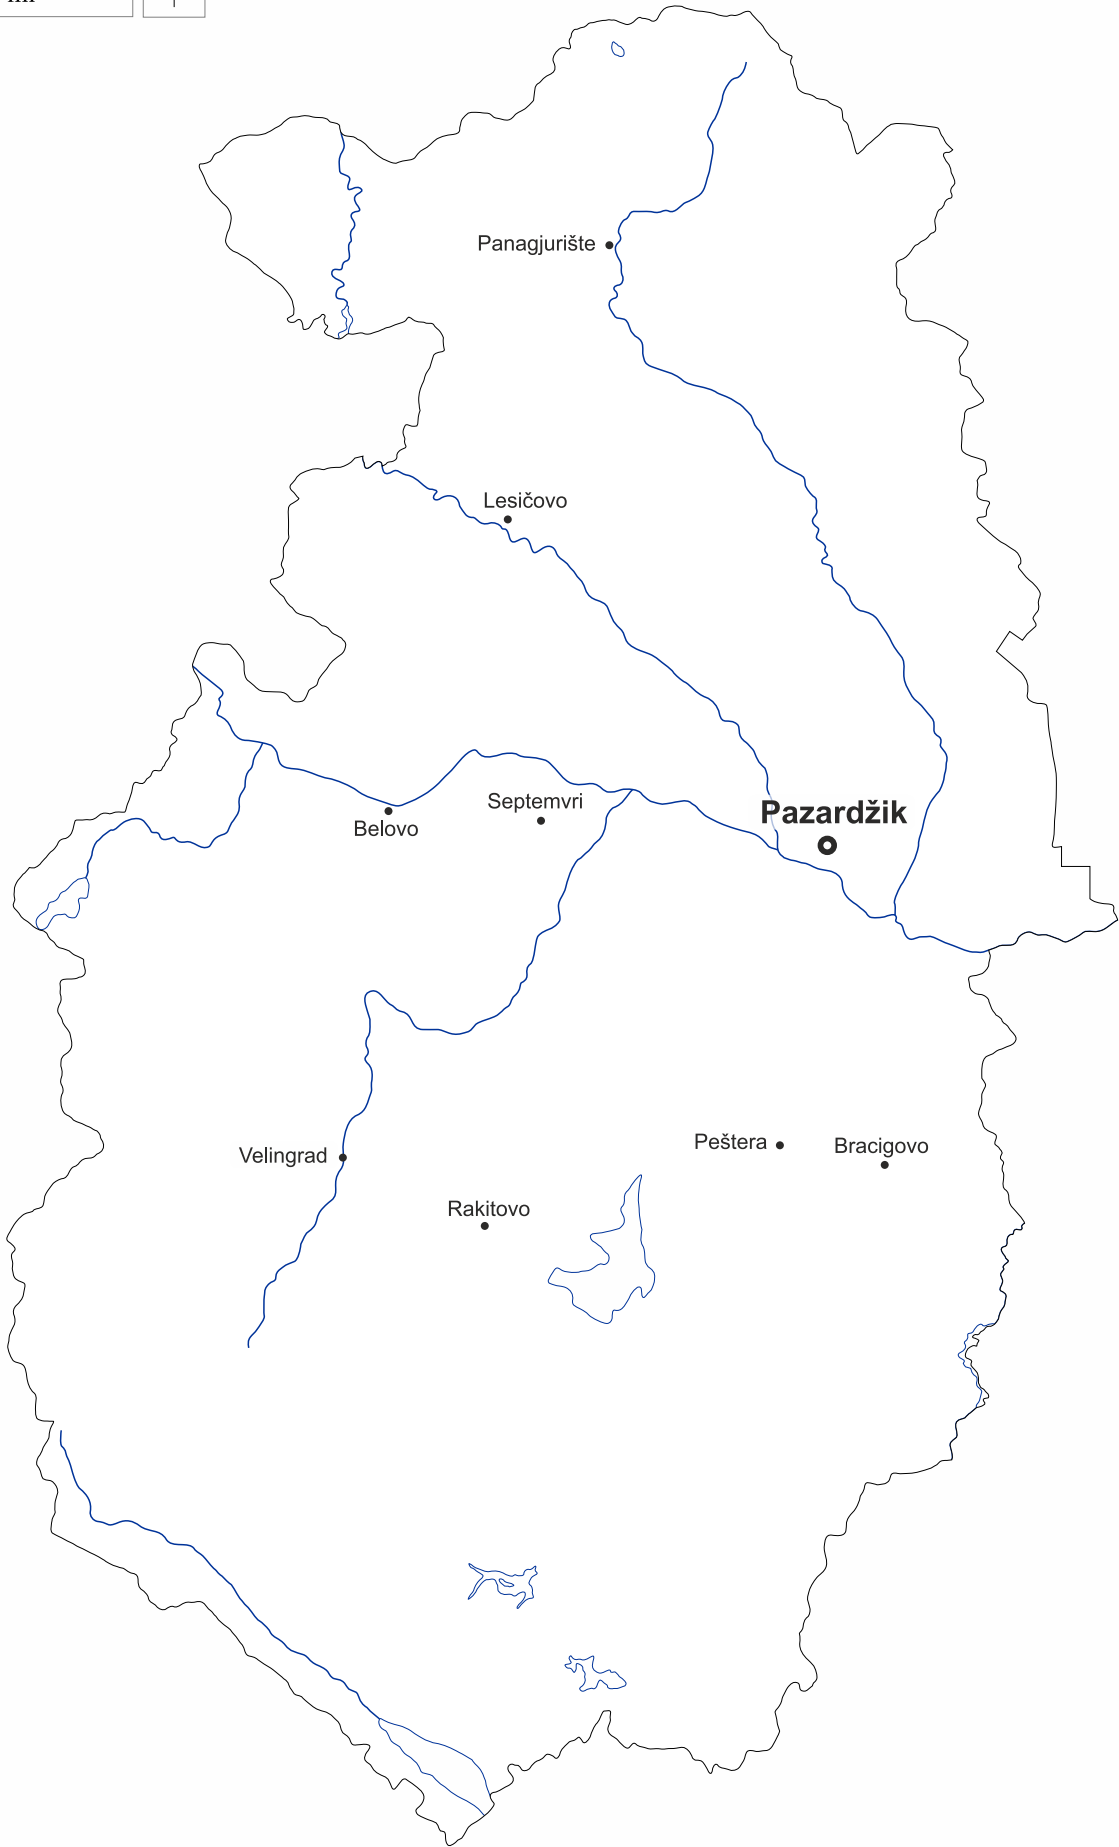 Panagjurište
Lesičovo
Septemvri
Pazardžik
Belovo
Peštera
Bracigovo
Velingrad
Rakitovo